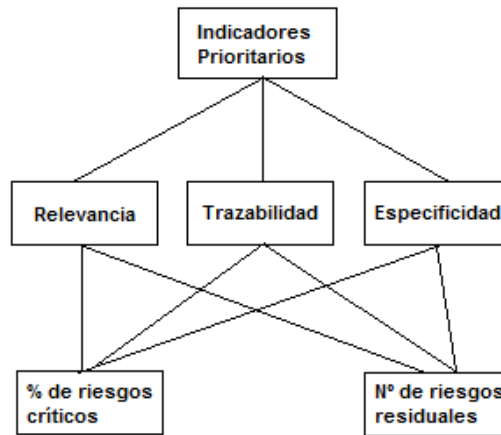 Indicadores
Prioritarios
Relevancia
Trazabilidad
Especificidad
% de riesgos
críticos
Nº de riesgos
residuales